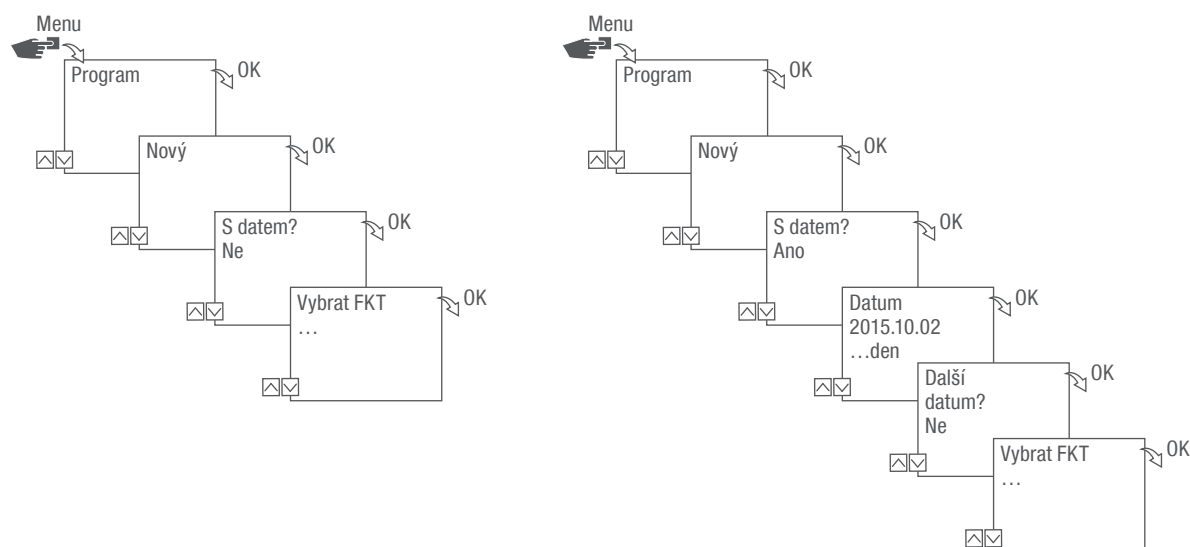 Menu
Program
OK
Nový
OK
S datem?
Ne
OK
Vybrat FKT
…
OK
Menu
Program
OK
Nový
OK
S datem?
Ano
OK
Datum
2015.10.02
…den
OK
Další
datum?
Ne
OK
Vybrat FKT
…
OK